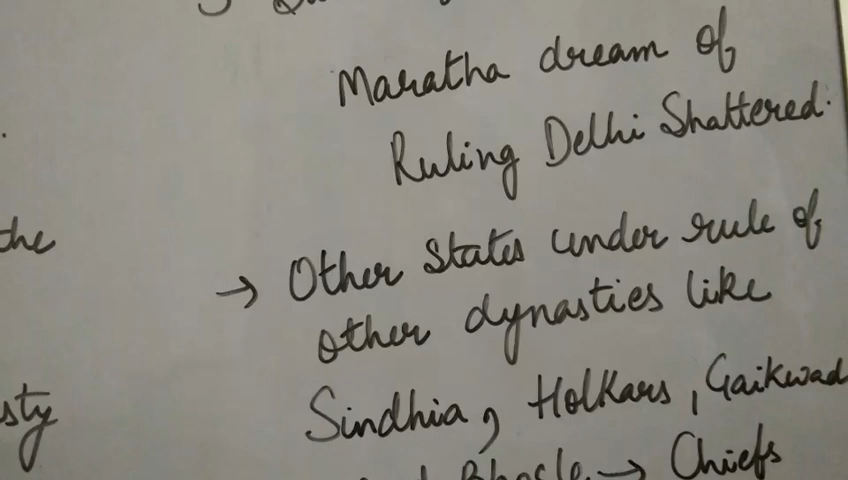 Maratha dream of
Ruling Delhi Shattered.
the
→ Other States under rule of
other dynasties like
sty
Sindhia, Holkars, Gaikwad
Bhosle → Chiefs